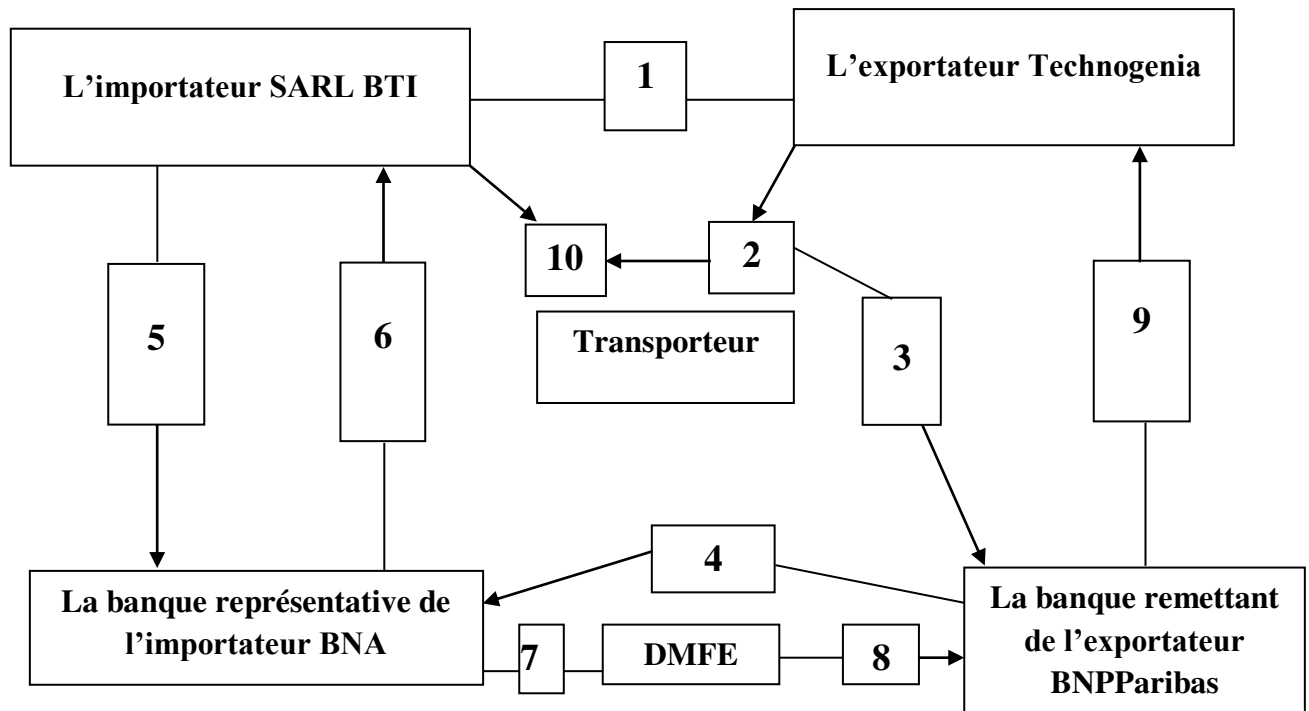 L’importateur SARL BTI
1
L’exportateur Technogenia
10
2
5
6
Transporteur
3
9
4
La banque représentative de
l’importateur BNA
7
DMFE
8
La banque remettant
de l’exportateur
BNPParibas